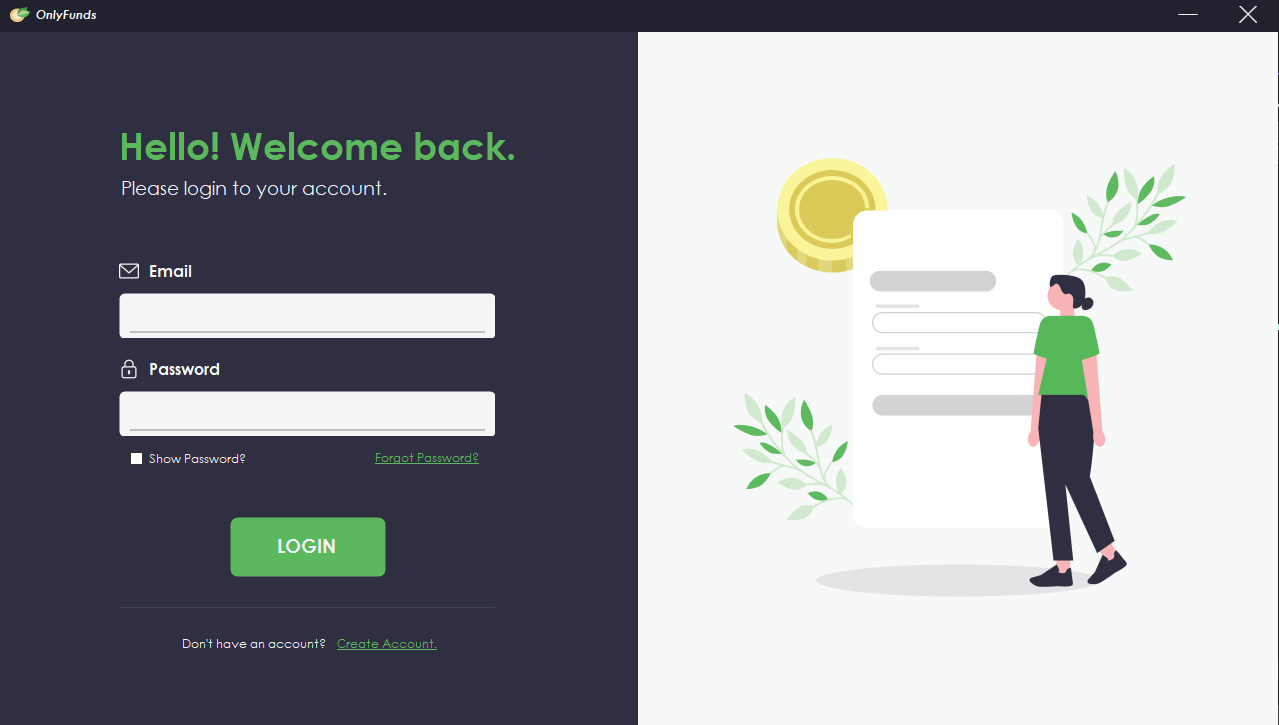 OnlyFunds
Hello! Welcome back.
Please login to your account.
Email
Password
Show Password? Forgot Password?
LOGIN
Don't have an account? Create Account.